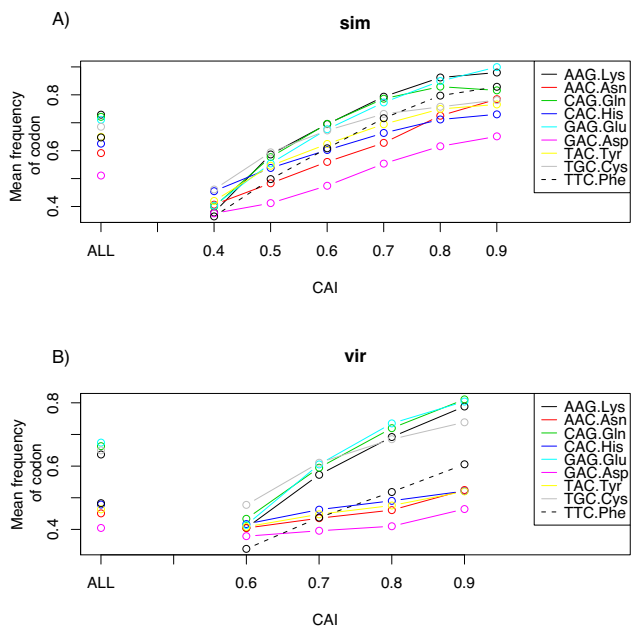 A)
sim
Mean frequency
of codon
0.8
0.6
0.4
ALL 0.4 0.5 0.6 0.7 0.8 0.9
CAI
AAG.Lys
AAC.Asn
CAG.Gln
CAC.His
GAG.Glu
GAC.Asp
TAC.Tyr
TGC.Cys
TTC.Phe
B)
vir
Mean frequency
of codon
0.8
0.6
0.4
ALL 0.6 0.7 0.8 0.9
CAI
AAG.Lys
AAC.Asn
CAG.Gln
CAC.His
GAG.Glu
GAC.Asp
TAC.Tyr
TGC.Cys
TTC.Phe